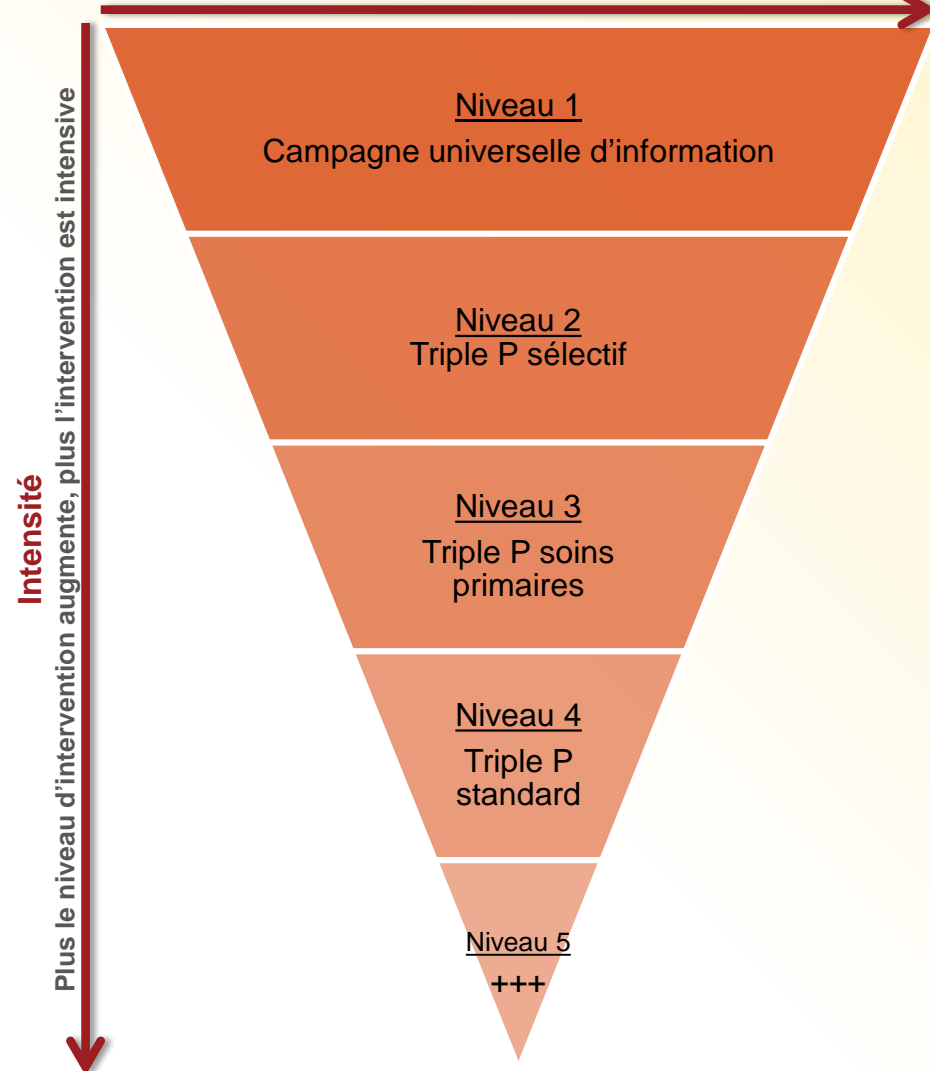 Niveau 1
Campagne universelle d’information
Niveau 2
Triple P sélectif
Niveau 3
Triple P soins
primaires
Niveau 4
Triple P
standard
Niveau 5
+++
Intensité
Plus le niveau d’intervention augmente, plus l’intervention est intensive